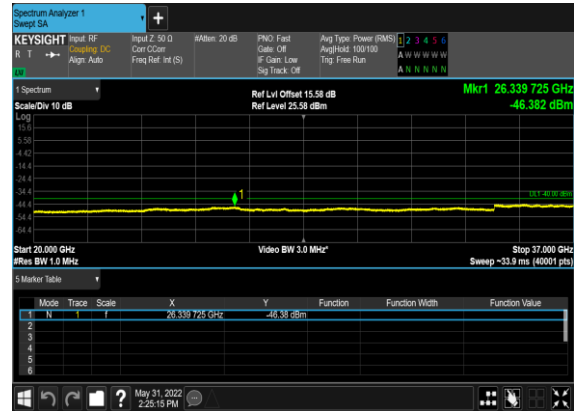 Spectrum Analyzer 1
Swept SA
+
KEYSIGHT Input: RF Input Z: 50 Ω #Atten: 20 dB PNO: Fast Avg Type: Power (RMS) 1 2 3 4 5 6
R T Coupling: DC Corr CCorr Gate: Off Avg|Hold: 100/100 A W W W W W
Align: Auto Freq Ref: Int (S) IF Gain: Low Trig: Free Run
Sig Track: Off A N N N N N
1 Spectrum Ref Lvl Offset 15.58 dB Mkr1 26.339 725 GHz
Scale/Div 10 dB Ref Level 25.58 dBm -46.382 dBm
Log
15.6
5.58
-4.42
-14.4
-24.4
-34.4 DL1 -40.00 dBm
1
-44.4
-54.4
-64.4
Start 20.000 GHz Video BW 3.0 MHz* Stop 37.000 GHz
#Res BW 1.0 MHz Sweep ~33.9 ms (40001 pts)
5 Marker Table
Mode Trace Scale X Y Function Function Width Function Value
1 N 1 f 26.339 725 GHz -46.38 dBm
2
3
4
5
6
? May 31, 2022
2:25:15 PM